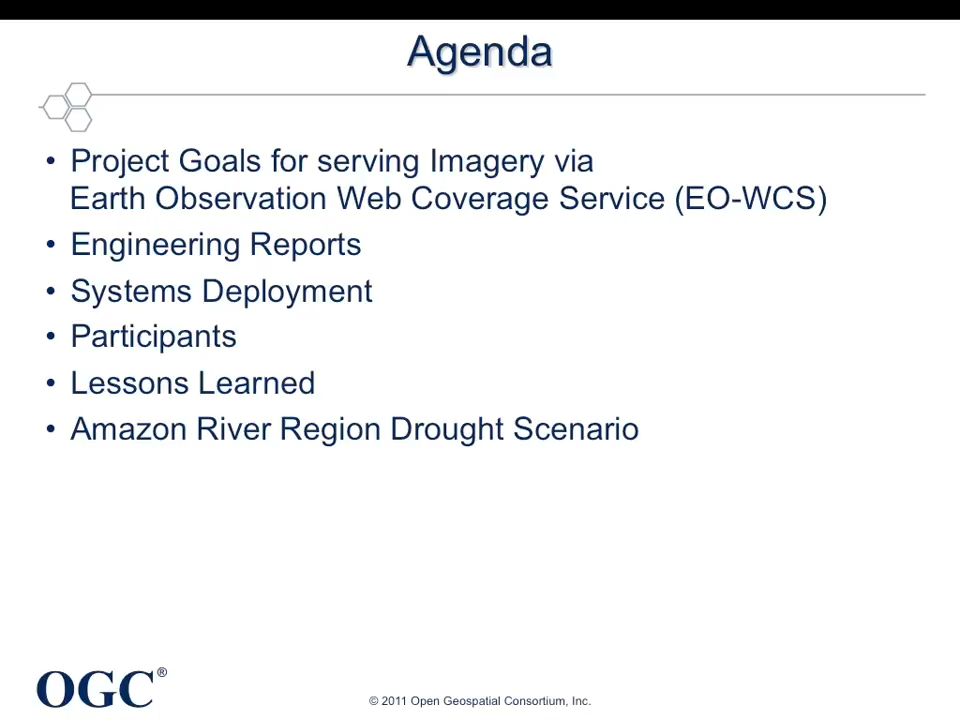 Agenda
• Project Goals for serving Imagery via
Earth Observation Web Coverage Service (EO-WCS)
• Engineering Reports
• Systems Deployment
• Participants
• Lessons Learned
• Amazon River Region Drought Scenario
OGC®
© 2011 Open Geospatial Consortium, Inc.